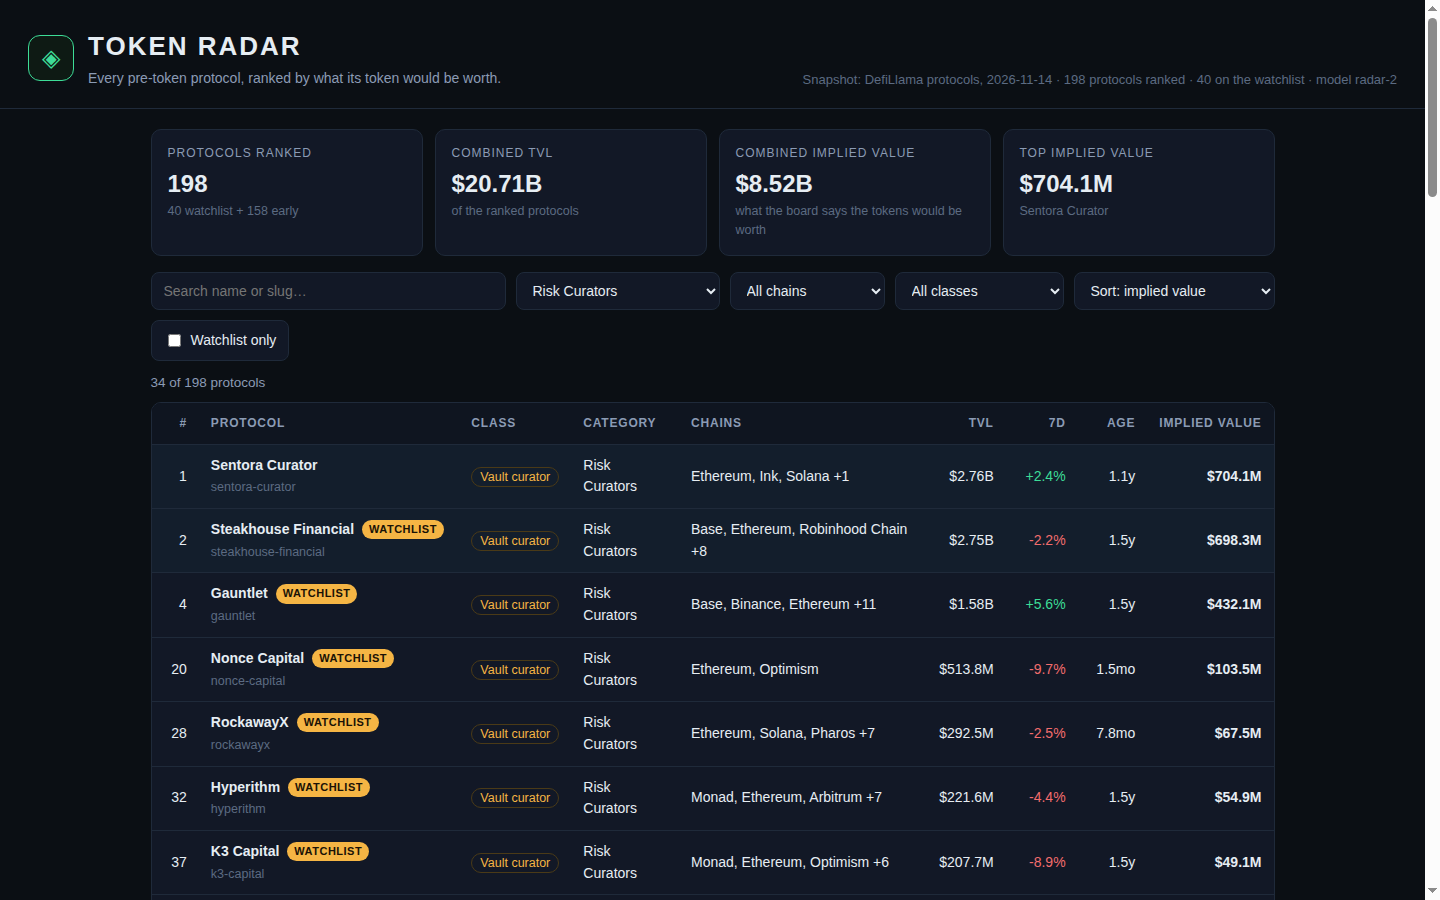 ◈
TOKEN RADAR
Every pre-token protocol, ranked by what its token would be worth.
Snapshot: DefiLlama protocols, 2026-11-14 · 198 protocols ranked · 40 on the watchlist · model radar-2
PROTOCOLS RANKED
198
40 watchlist + 158 early
COMBINED TVL
$20.71B
of the ranked protocols
COMBINED IMPLIED VALUE
$8.52B
what the board says the tokens would be
worth
TOP IMPLIED VALUE
$704.1M
Sentora Curator
Search name or slug…
Risk Curators
All chains
All classes
Sort: implied value
Watchlist only
34 of 198 protocols
# PROTOCOL CLASS CATEGORY CHAINS TVL 7D AGE IMPLIED VALUE
1 Sentora Curator Vault curator Risk Curators Ethereum, Ink, Solana +1 $2.76B +2.4% 1.1y $704.1M
sentora-curator
2 Steakhouse Financial WATCHLIST Vault curator Risk Curators Base, Ethereum, Robinhood Chain +8 $2.75B -2.2% 1.5y $698.3M
steakhouse-financial
4 Gauntlet WATCHLIST Vault curator Risk Curators Base, Binance, Ethereum +11 $1.58B +5.6% 1.5y $432.1M
gauntlet
20 Nonce Capital WATCHLIST Vault curator Risk Curators Ethereum, Optimism $513.8M -9.7% 1.5mo $103.5M
nonce-capital
28 RockawayX WATCHLIST Vault curator Risk Curators Ethereum, Solana, Pharos +7 $292.5M -2.5% 7.8mo $67.5M
rockawayx
32 Hyperithm WATCHLIST Vault curator Risk Curators Monad, Ethereum, Arbitrum +7 $221.6M -4.4% 1.5y $54.9M
hyperithm
37 K3 Capital WATCHLIST Vault curator Risk Curators Monad, Ethereum, Optimism +6 $207.7M -8.9% 1.5y $49.1M
k3-capital